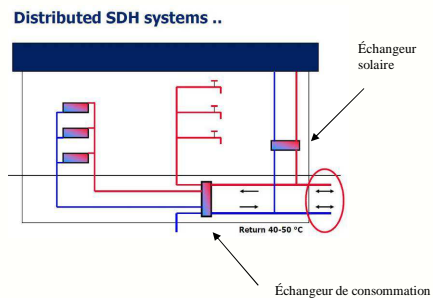 Distributed SDH systems ..
Échangeur
solaire
Return 40-50 °C
Échangeur de consommation